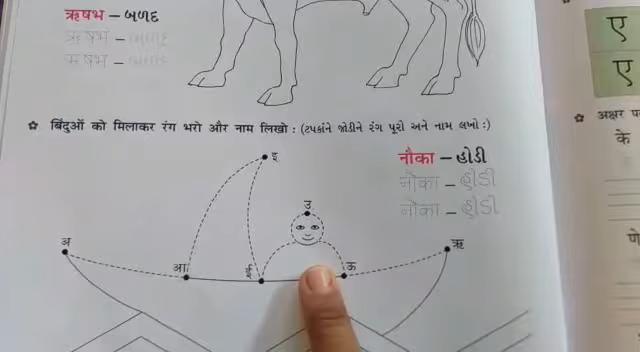 ऋषभ – બળદ
ऋषभ – બળદ
ऋषभ – બળદ
✩ बिंदुओं को मिलाकर रंग भरो और नाम लिखो : (ટપકાંને જોડીને રંગ પૂરો અને નામ લખો :)
नौका – હોડી
नौका – હોડી
नौका – હોડી
इ
उ
अ
आ
ई
ऊ
ऋ
ए
ए
✩ अक्षर
के